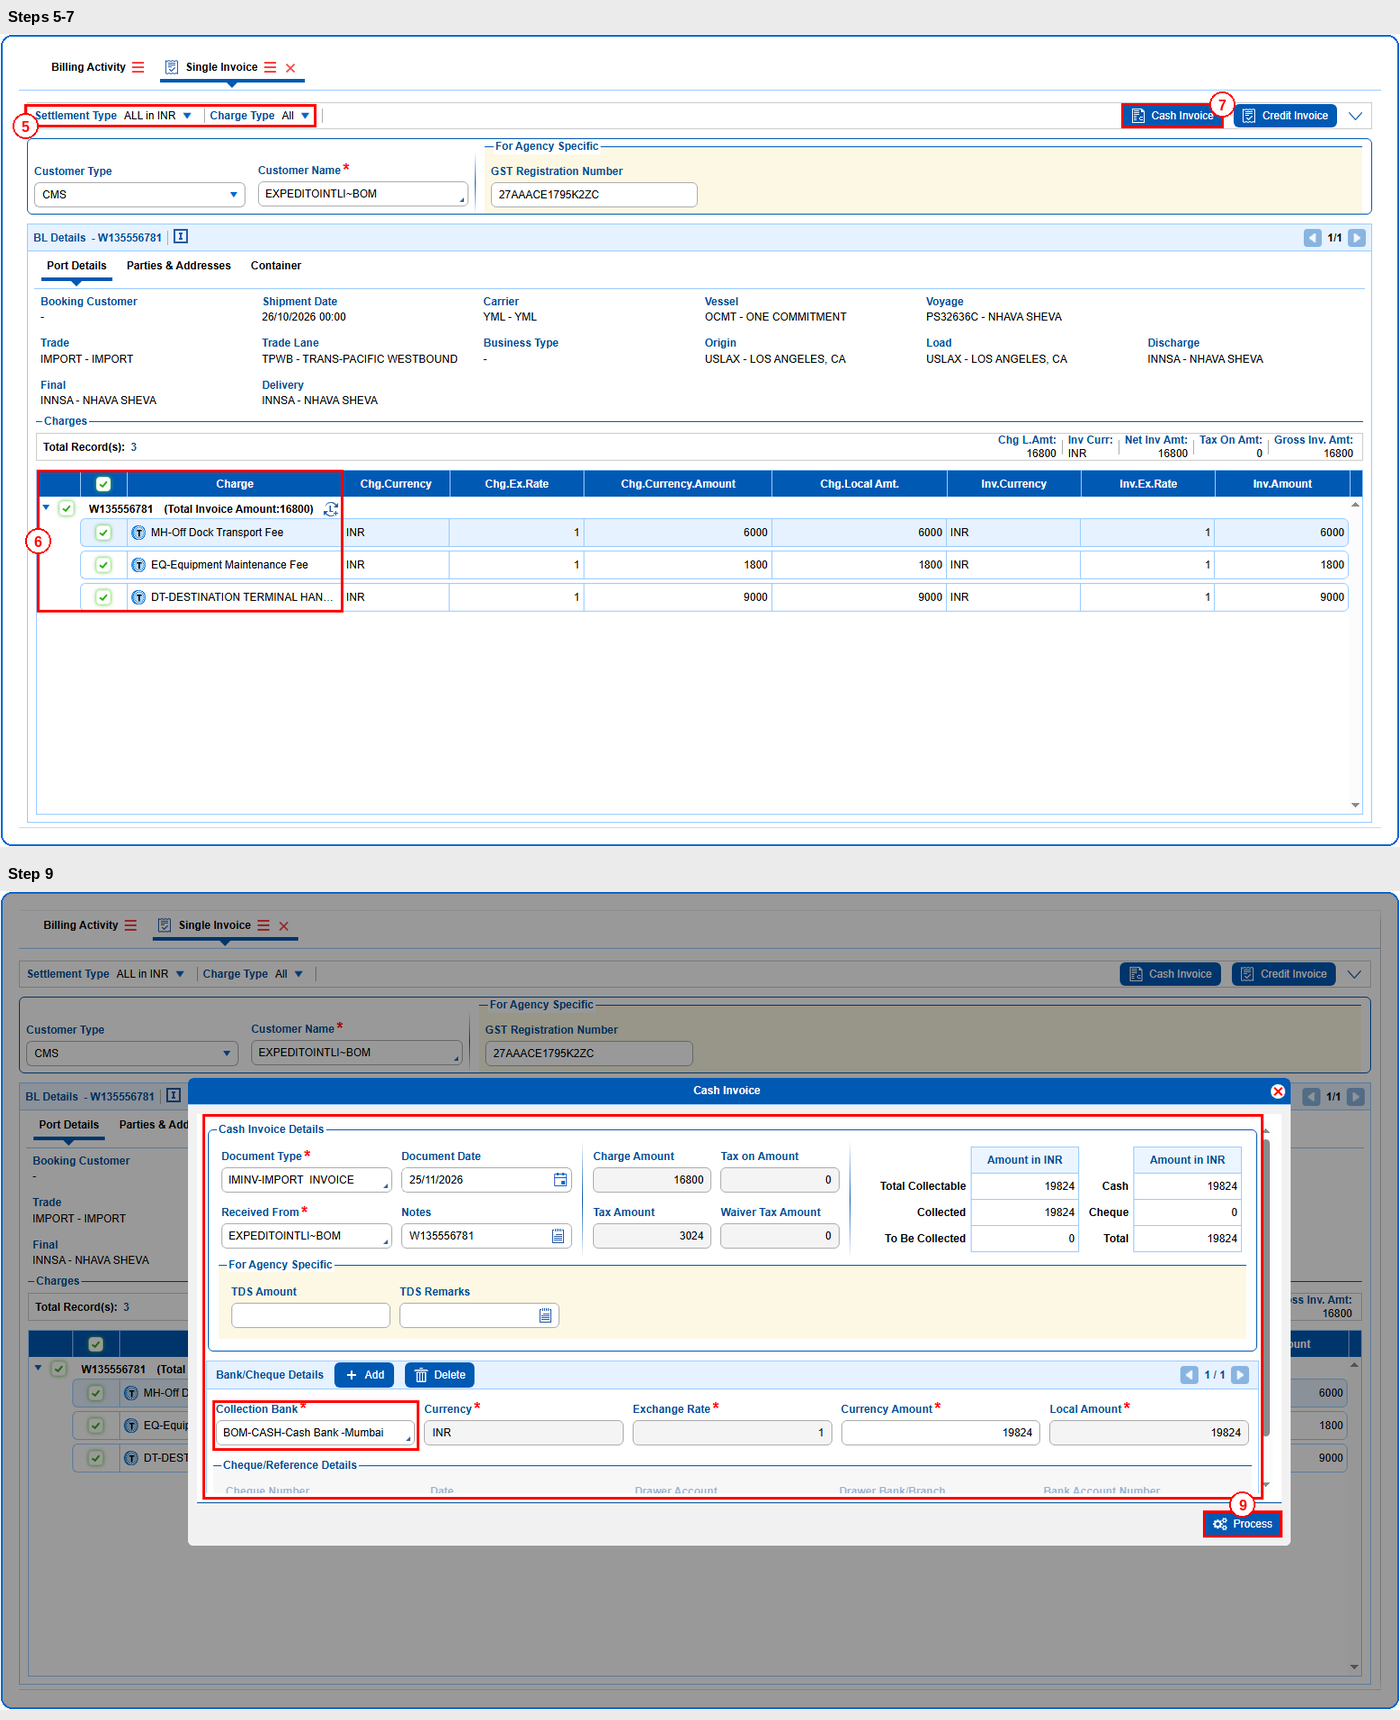 Steps 5-7
Billing Activity
Single Invoice
Settlement Type ALL in INR
Charge Type All
5
Cash Invoice
7
Credit Invoice
For Agency Specific
Customer Type
Customer Name *
GST Registration Number
CMS
EXPEDITOINTLI~BOM
27AAACE1795K2ZC
BL Details - W135556781
1/1
Port Details
Parties & Addresses
Container
Booking Customer
Shipment Date
Carrier
Vessel
Voyage
-
26/10/2026 00:00
YML - YML
OCMT - ONE COMMITMENT
PS32636C - NHAVA SHEVA
Trade
Trade Lane
Business Type
Origin
Load
Discharge
IMPORT - IMPORT
TPWB - TRANS-PACIFIC WESTBOUND
-
USLAX - LOS ANGELES, CA
USLAX - LOS ANGELES, CA
INNSA - NHAVA SHEVA
Final
Delivery
INNSA - NHAVA SHEVA
INNSA - NHAVA SHEVA
Charges
Total Record(s): 3
Chg L.Amt: Inv Curr: Net Inv Amt: Tax On Amt: Gross Inv. Amt:
16800 INR 16800 0 16800
Charge Chg.Currency Chg.Ex.Rate Chg.Currency.Amount Chg.Local Amt. Inv.Currency Inv.Ex.Rate Inv.Amount
W135556781 (Total Invoice Amount:16800)
6
MH-Off Dock Transport Fee INR 1 6000 6000 INR 1 6000
EQ-Equipment Maintenance Fee INR 1 1800 1800 INR 1 1800
DT-DESTINATION TERMINAL HAN... INR 1 9000 9000 INR 1 9000
Step 9
Billing Activity
Single Invoice
Settlement Type ALL in INR
Charge Type All
Cash Invoice
Credit Invoice
For Agency Specific
Customer Type
Customer Name *
GST Registration Number
CMS
EXPEDITOINTLI~BOM
27AAACE1795K2ZC
BL Details - W135556781
1/1
Port Details
Parties & Add
Booking Customer
-
Trade
IMPORT - IMPORT
Final
INNSA - NHAVA SHEVA
Charges
Total Record(s): 3
ss Inv. Amt:
16800
ount
W135556781 (Total
MH-Off D
6000
EQ-Equip
1800
DT-DEST
9000
Cash Invoice
Cash Invoice Details
Document Type *
Document Date
Charge Amount
Tax on Amount
IMINV-IMPORT INVOICE
25/11/2026
16800
0
Received From *
Notes
Tax Amount
Waiver Tax Amount
EXPEDITOINTLI~BOM
W135556781
3024
0
Amount in INR
Amount in INR
Total Collectable 19824 Cash 19824
Collected 19824 Cheque 0
To Be Collected 0 Total 19824
For Agency Specific
TDS Amount
TDS Remarks
Bank/Cheque Details
Add
Delete
1 / 1
Collection Bank *
Currency *
Exchange Rate *
Currency Amount *
Local Amount *
BOM-CASH-Cash Bank -Mumbai
INR
1
19824
19824
Cheque/Reference Details
Cheque Number
Date
Drawer Account
Drawer Bank/Branch
Bank Account Number
9
Process